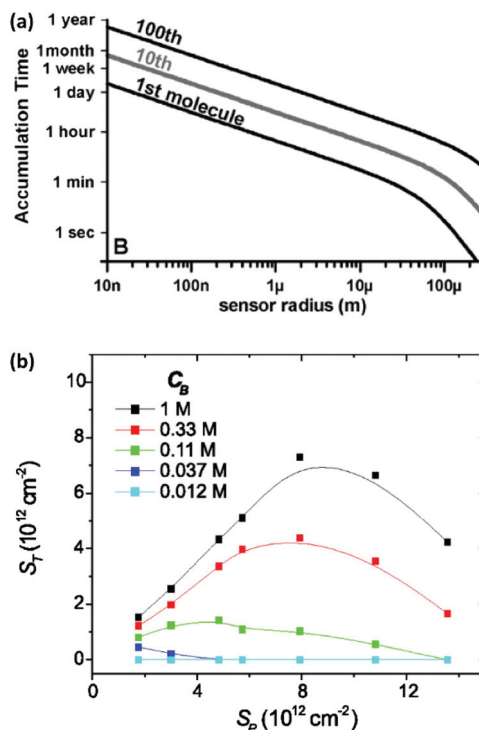 (a)
Accumulation Time
1 year
1month
1 week
1 day
1 hour
1 min
1 sec
100th
10th
1st molecule
B
10n 100n 1µ 10µ 100µ
sensor radius (m)
(b)
S_T (10^12 cm^-2)
10
8
6
4
2
0
C_B
1 M
0.33 M
0.11 M
0.037 M
0.012 M
0 4 8 12
S_P (10^12 cm^-2)